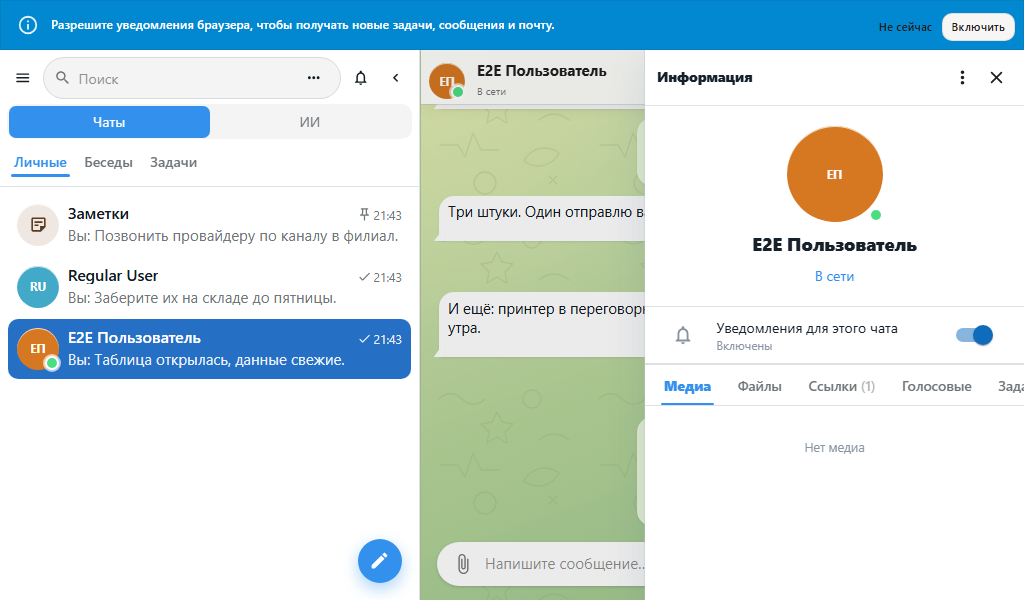 Разрешите уведомления браузера, чтобы получать новые задачи, сообщения и почту.
Не сейчас
Включить
Поиск
Чаты
ИИ
Личные
Беседы
Задачи
Заметки
21:43
Вы: Позвонить провайдеру по каналу в филиал.
RU
Regular User
21:43
Вы: Заберите их на складе до пятницы.
ЕП
E2E Пользователь
21:43
Вы: Таблица открылась, данные свежие.
ЕП
E2E Пользователь
В сети
Три штуки. Один отправлю
И ещё: принтер в
утра.
Напишите сообщение...
Информация
ЕП
E2E Пользователь
В сети
Уведомления для этого чата
Включены
Медиа
Файлы
Ссылки (1)
Голосовые
Нет медиа